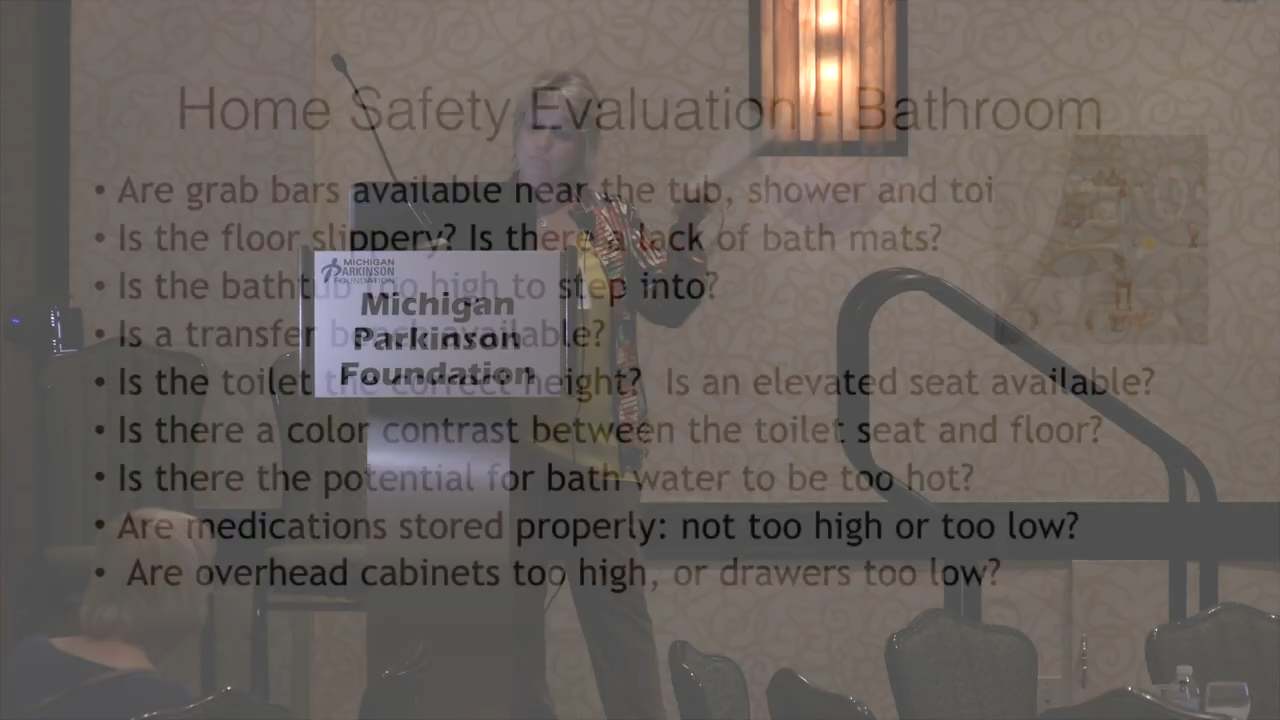 Home Safety Evaluation - Bathroom
• Are grab bars available near the tub, shower and toi
• Is the floor slippery? Is there a lack of bath mats?
• Is the bathtub too high to step into?
• Is a transfer bench available?
• Is the toilet the correct height? Is an elevated seat available?
• Is there a color contrast between the toilet seat and floor?
• Is there the potential for bath water to be too hot?
• Are medications stored properly: not too high or too low?
• Are overhead cabinets too high, or drawers too low?
MICHIGAN
PARKINSON
FOUNDATION
Michigan
Parkinson
Foundation